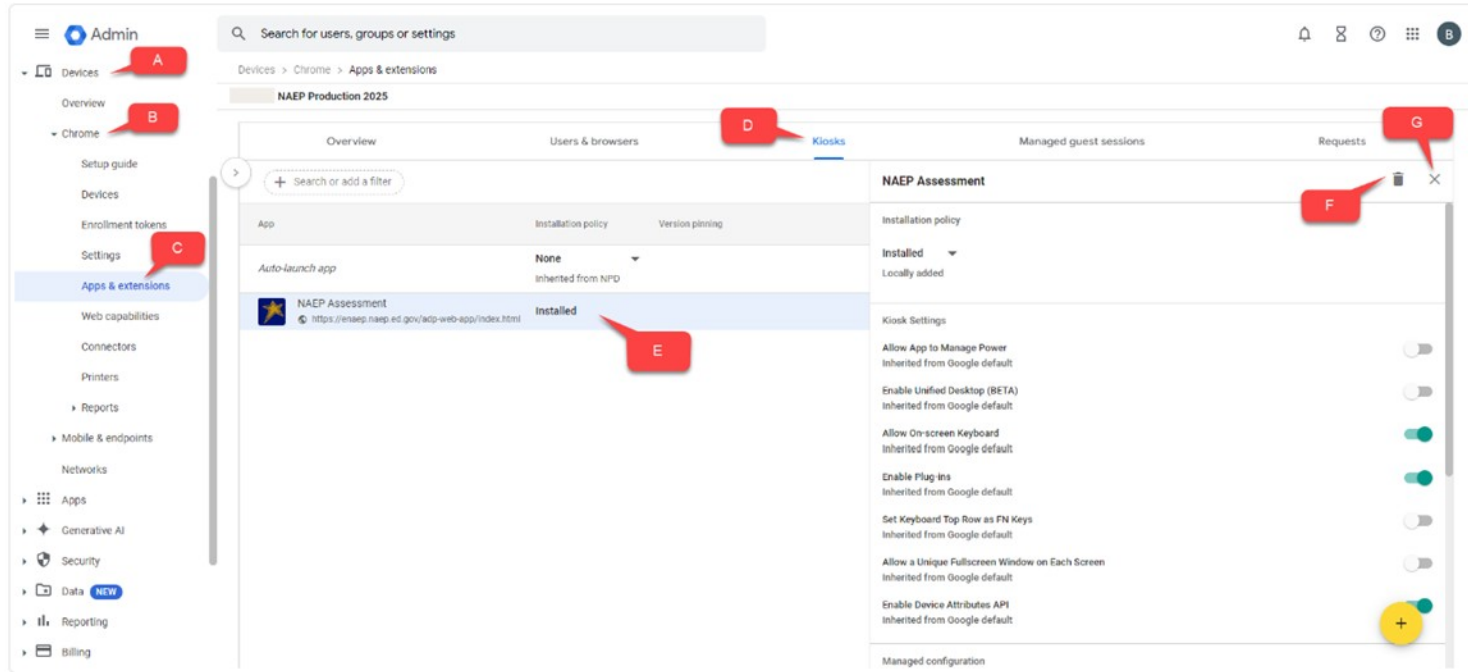 Admin
Search for users, groups or settings
B
A
Devices
Devices > Chrome > Apps & extensions
NAEP Production 2025
Overview
B
Chrome
Setup guide
Devices
Enrollment tokens
Settings
C
Apps & extensions
Web capabilities
Connectors
Printers
Reports
Mobile & endpoints
Networks
Apps
Generative AI
Security
Data NEW
Reporting
Billing
D
G
Overview Users & browsers Kiosks Managed guest sessions Requests
+ Search or add a filter
App Installation policy Version pinning
Auto-launch app None
Inherited from NPD
NAEP Assessment Installed
https://enaep.naep.ed.gov/adp-web-app/index.html
E
NAEP Assessment
F
Installation policy
Installed
Locally added
Kiosk Settings
Allow App to Manage Power
Inherited from Google default
Enable Unified Desktop (BETA)
Inherited from Google default
Allow On-screen Keyboard
Inherited from Google default
Enable Plug-ins
Inherited from Google default
Set Keyboard Top Row as FN Keys
Inherited from Google default
Allow a Unique Fullscreen Window on Each Screen
Inherited from Google default
Enable Device Attributes API
Inherited from Google default
+
Managed configuration